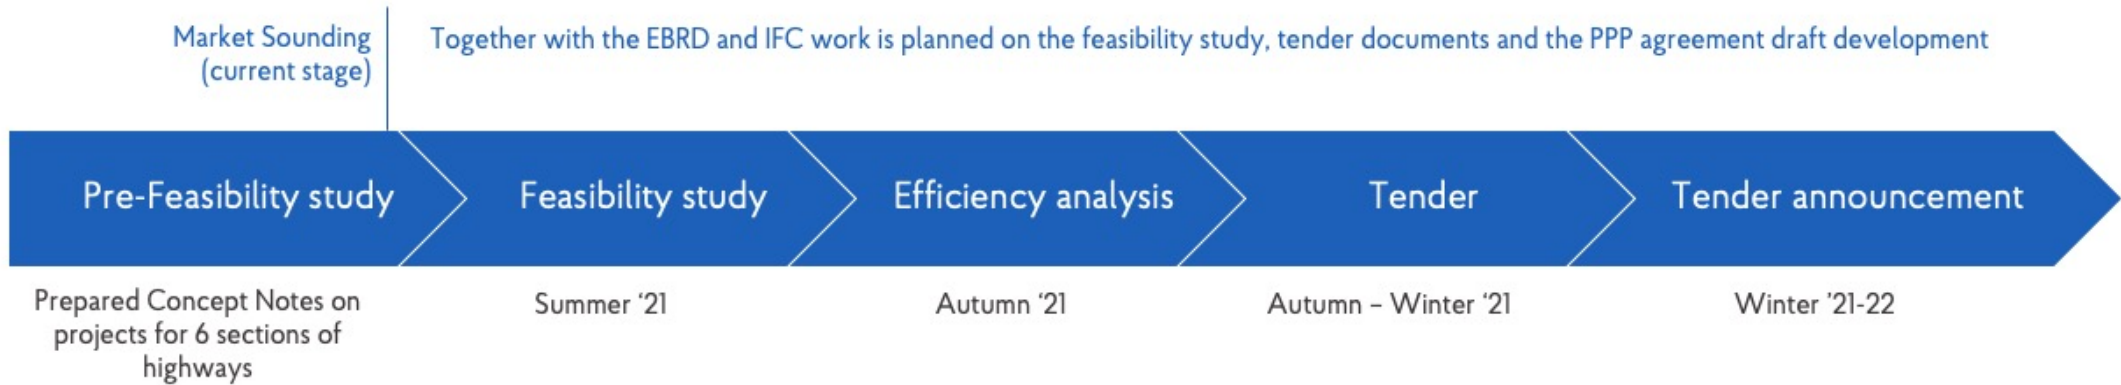 Market Sounding
(current stage)
Together with the EBRD and IFC work is planned on the feasibility study, tender documents and the PPP agreement draft development
Pre-Feasibility study
Feasibility study
Efficiency analysis
Tender
Tender announcement
Prepared Concept Notes on
projects for 6 sections of
highways
Summer ‘21
Autumn ‘21
Autumn – Winter ‘21
Winter ’21-22